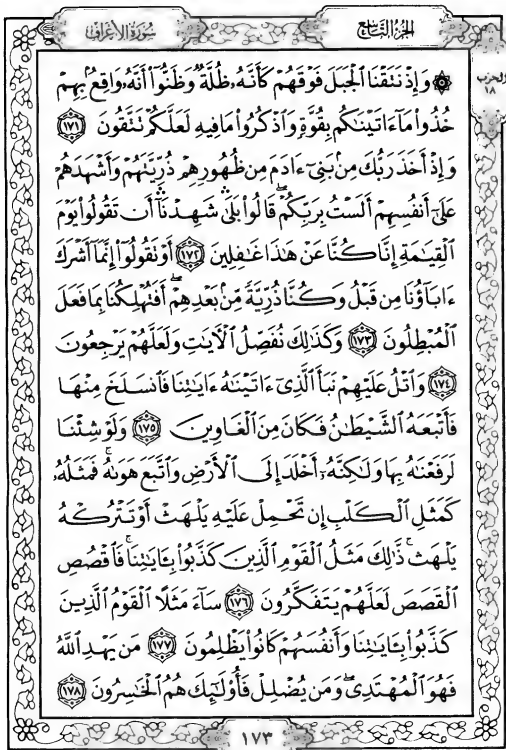 الجزء التاسع
سورة الأعراف
الحزب
١٨
۞ وَإِذْ نَتَقْنَا ٱلْجَبَلَ فَوْقَهُمْ كَأَنَّهُۥ ظُلَّةٌ وَظَنُّوٓا۟ أَنَّهُۥ وَاقِعٌۢ بِهِمْ
خُذُوا۟ مَآ ءَاتَيْنَٰكُم بِقُوَّةٍ وَٱذْكُرُوا۟ مَا فِيهِ لَعَلَّكُمْ تَتَّقُونَ ١٧١
وَإِذْ أَخَذَ رَبُّكَ مِنۢ بَنِىٓ ءَادَمَ مِن ظُهُورِهِمْ ذُرِّيَّتَهُمْ وَأَشْهَدَهُمْ
عَلَىٰٓ أَنفُسِهِمْ أَلَسْتُ بِرَبِّكُمْ ۖ قَالُوا۟ بَلَىٰ ۛ شَهِدْنَآ ۛ أَن تَقُولُوا۟ يَوْمَ
ٱلْقِيَٰمَةِ إِنَّا كُنَّا عَنْ هَٰذَا غَٰفِلِينَ ١٧٢ أَوْ تَقُولُوٓا۟ إِنَّمَآ أَشْرَكَ
ءَابَآؤُنَا مِن قَبْلُ وَكُنَّا ذُرِّيَّةً مِّنۢ بَعْدِهِمْ ۖ أَفَتُهْلِكُنَا بِمَا فَعَلَ
ٱلْمُبْطِلُونَ ١٧٣ وَكَذَٰلِكَ نُفَصِّلُ ٱلْءَايَٰتِ وَلَعَلَّهُمْ يَرْجِعُونَ
١٧٤ وَٱتْلُ عَلَيْهِمْ نَبَأَ ٱلَّذِىٓ ءَاتَيْنَٰهُ ءَايَٰتِنَا فَٱنسَلَخَ مِنْهَا
فَأَتْبَعَهُ ٱلشَّيْطَٰنُ فَكَانَ مِنَ ٱلْغَاوِينَ ١٧٥ وَلَوْ شِئْنَا
لَرَفَعْنَٰهُ بِهَا وَلَٰكِنَّهُۥٓ أَخْلَدَ إِلَى ٱلْأَرْضِ وَٱتَّبَعَ هَوَىٰهُ ۚ فَمَثَلُهُۥ
كَمَثَلِ ٱلْكَلْبِ إِن تَحْمِلْ عَلَيْهِ يَلْهَثْ أَوْ تَتْرُكْهُ
يَلْهَث ۚ ذَّٰلِكَ مَثَلُ ٱلْقَوْمِ ٱلَّذِينَ كَذَّبُوا۟ بِـَٔايَٰتِنَا ۚ فَٱقْصُصِ
ٱلْقَصَصَ لَعَلَّهُمْ يَتَفَكَّرُونَ ١٧٦ سَآءَ مَثَلًا ٱلْقَوْمُ ٱلَّذِينَ
كَذَّبُوا۟ بِـَٔايَٰتِنَا وَأَنفُسَهُمْ كَانُوا۟ يَظْلِمُونَ ١٧٧ مَن يَهْدِ ٱللَّهُ
فَهُوَ ٱلْمُهْتَدِى ۖ وَمَن يُضْلِلْ فَأُو۟لَٰٓئِكَ هُمُ ٱلْخَٰسِرُونَ ١٧٨
١٧٣